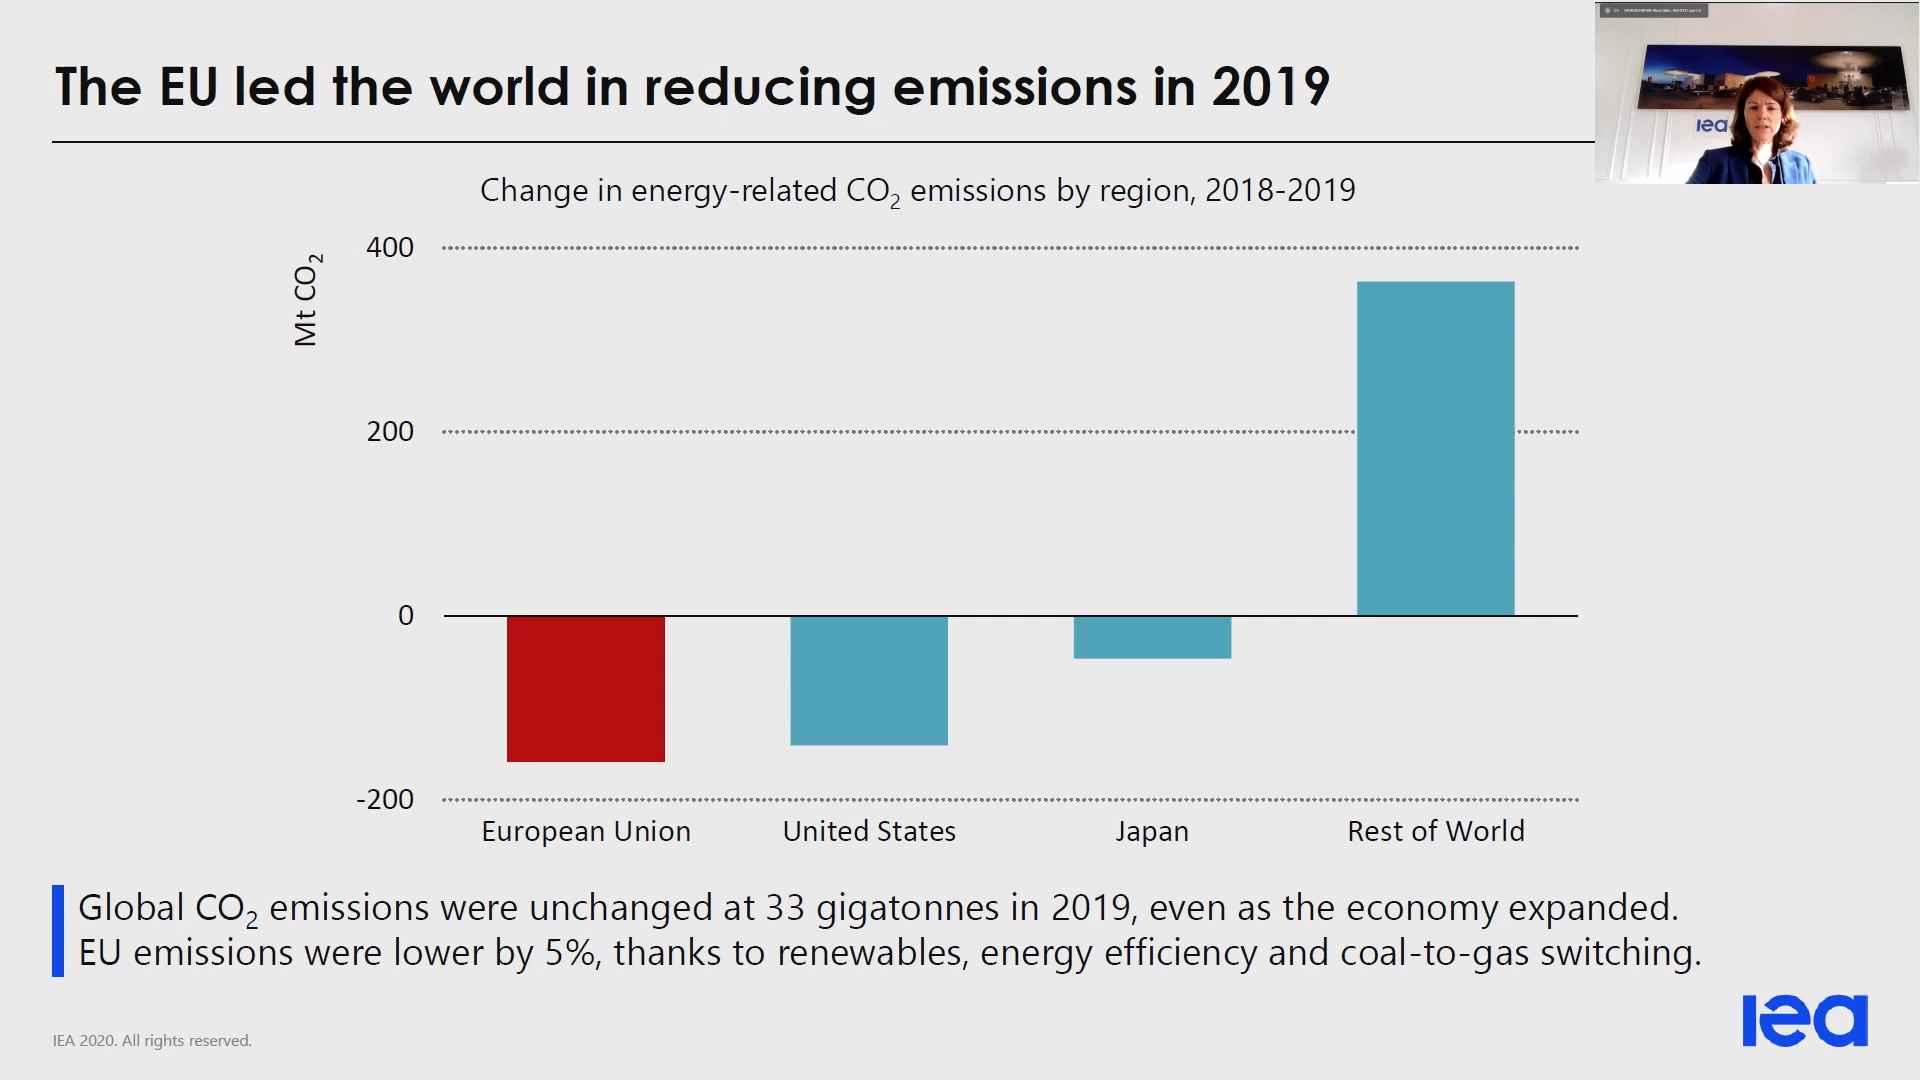 The EU led the world in reducing emissions in 2019
iea
Change in energy-related CO₂ emissions by region, 2018-2019
Mt CO₂
400
200
0
-200
European Union
United States
Japan
Rest of World
Global CO₂ emissions were unchanged at 33 gigatonnes in 2019, even as the economy expanded.
EU emissions were lower by 5%, thanks to renewables, energy efficiency and coal-to-gas switching.
IEA 2020. All rights reserved.
iea